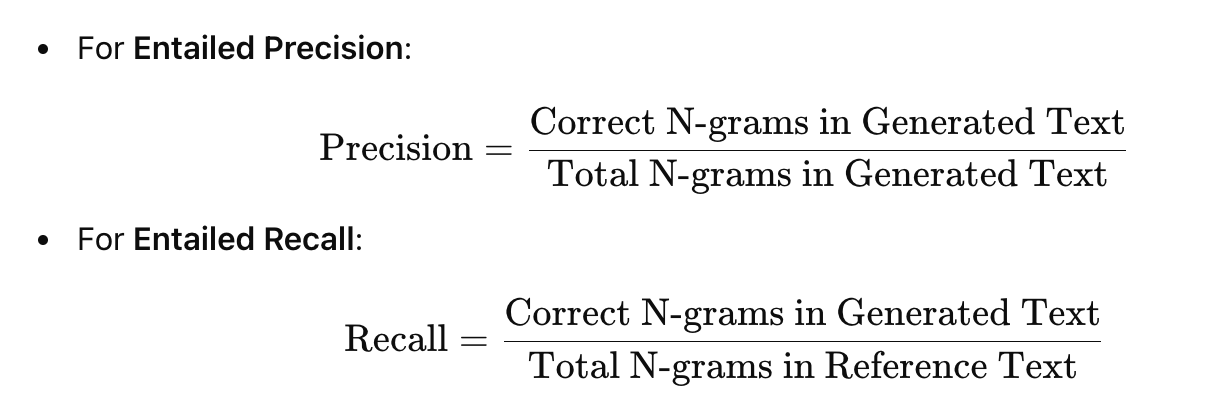 • For Entailed Precision:
Precision = Correct N-grams in Generated Text / Total N-grams in Generated Text
• For Entailed Recall:
Recall = Correct N-grams in Generated Text / Total N-grams in Reference Text